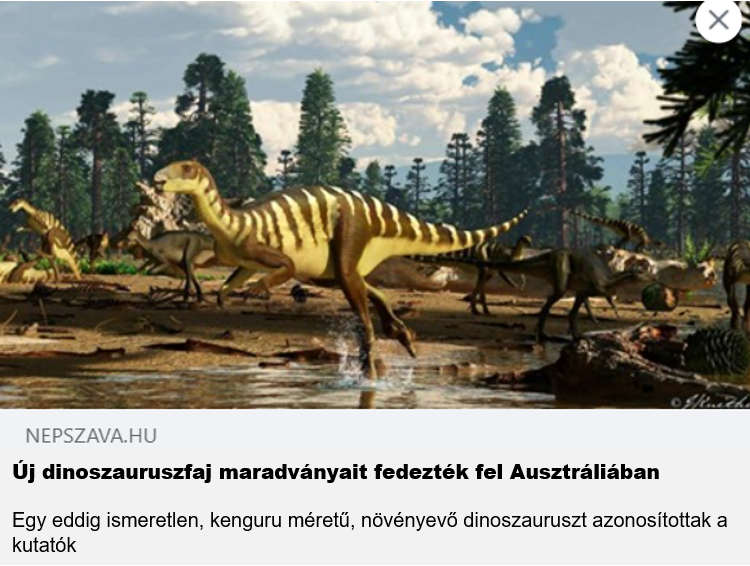 NEPSZAVA.HU
Új dinoszauruszfaj maradványait fedezték fel Ausztráliában
Egy eddig ismeretlen, kenguru méretű, növényevő dinoszauruszt azonosítottak a
kutatók